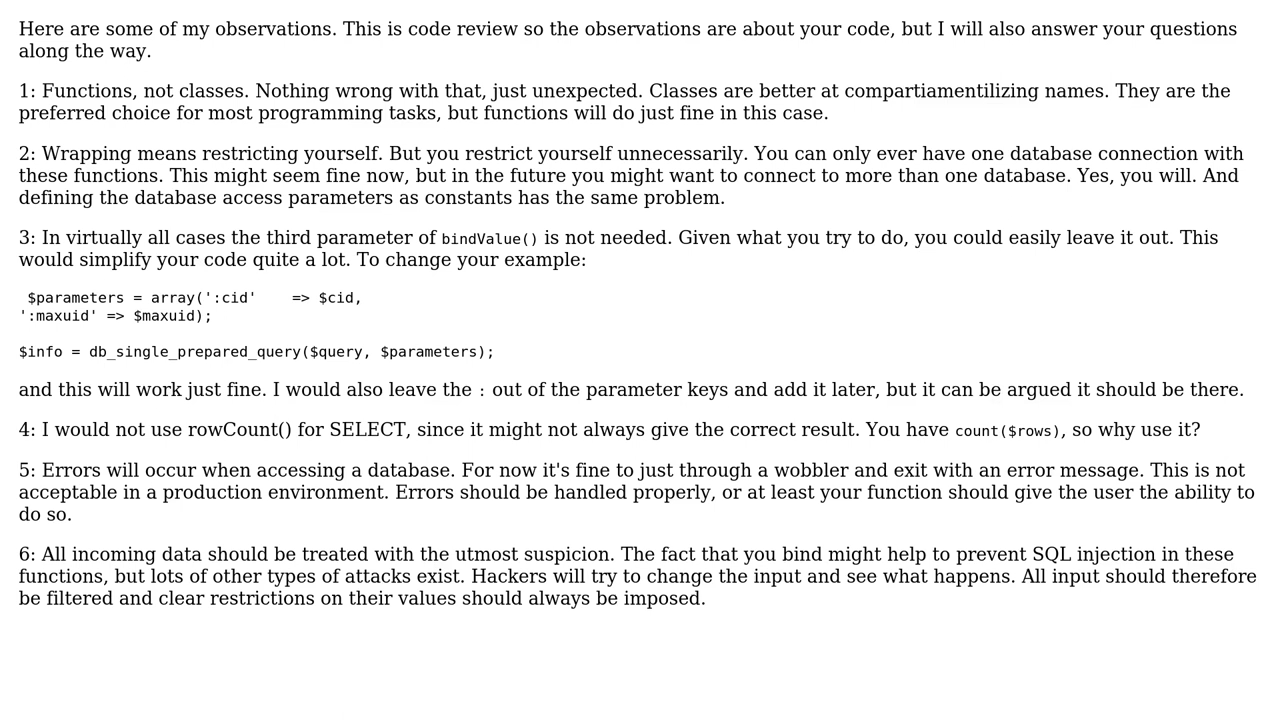 Here are some of my observations. This is code review so the observations are about your code, but I will also answer your questions
along the way.
1: Functions, not classes. Nothing wrong with that, just unexpected. Classes are better at compartiamentilizing names. They are the
preferred choice for most programming tasks, but functions will do just fine in this case.
2: Wrapping means restricting yourself. But you restrict yourself unnecessarily. You can only ever have one database connection with
these functions. This might seem fine now, but in the future you might want to connect to more than one database. Yes, you will. And
defining the database access parameters as constants has the same problem.
3: In virtually all cases the third parameter of bindValue() is not needed. Given what you try to do, you could easily leave it out. This
would simplify your code quite a lot. To change your example:
$parameters = array(':cid'    => $cid,
':maxuid' => $maxuid);
$info = db_single_prepared_query($query, $parameters);
and this will work just fine. I would also leave the : out of the parameter keys and add it later, but it can be argued it should be there.
4: I would not use rowCount() for SELECT, since it might not always give the correct result. You have count($rows), so why use it?
5: Errors will occur when accessing a database. For now it's fine to just through a wobbler and exit with an error message. This is not
acceptable in a production environment. Errors should be handled properly, or at least your function should give the user the ability to
do so.
6: All incoming data should be treated with the utmost suspicion. The fact that you bind might help to prevent SQL injection in these
functions, but lots of other types of attacks exist. Hackers will try to change the input and see what happens. All input should therefore
be filtered and clear restrictions on their values should always be imposed.